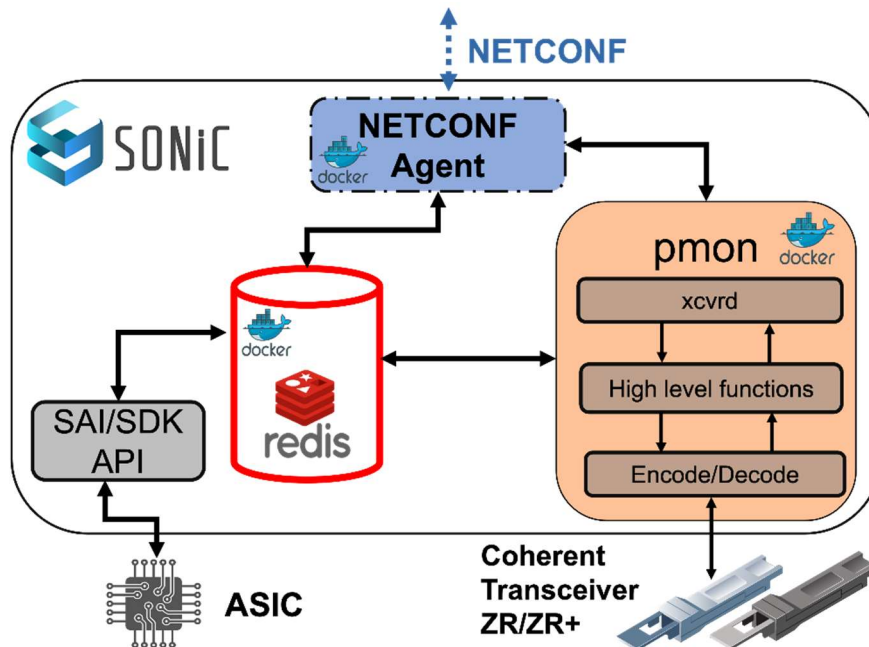 NETCONF
SONiC
NETCONF
Agent
docker
pmon
docker
xcvrd
docker
High level functions
redis
SAI/SDK
API
Encode/Decode
Coherent
Transceiver
ZR/ZR+
ASIC